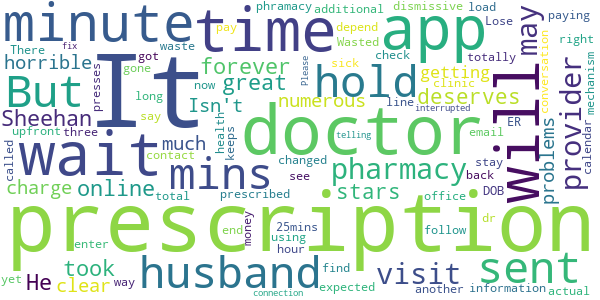 minute time app phramacy additional dismissive load
There depend Lose paying
horrible fix pay Wasted check right
presses got gone It forever hold may conversation
But waste getting sick clinic totally mechanism
long now Isn't great deserves line ER
Sheehan upfront three say numerous Please interrupted will provider problems calendar
called wait much health keeps doctor email
contact changed see telling stay
mins pharmacy back DOB
charge online total prescribed stars office
clear took end money 25mins using follow dr
prescription
yet He enter way husband hour find visit sent another information actual
connection expected